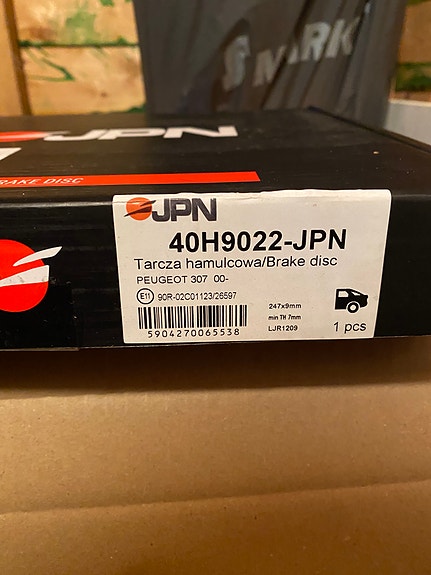 MARK
JPN
BRAKE DISC
JPN
40H9022-JPN
Tarcza hamulcowa/Brake disc
PEUGEOT 307 00-
E11 90R-02C01123/26597
247x9mm
min TH 7mm
LJR1209
5904270065538
1 pcs